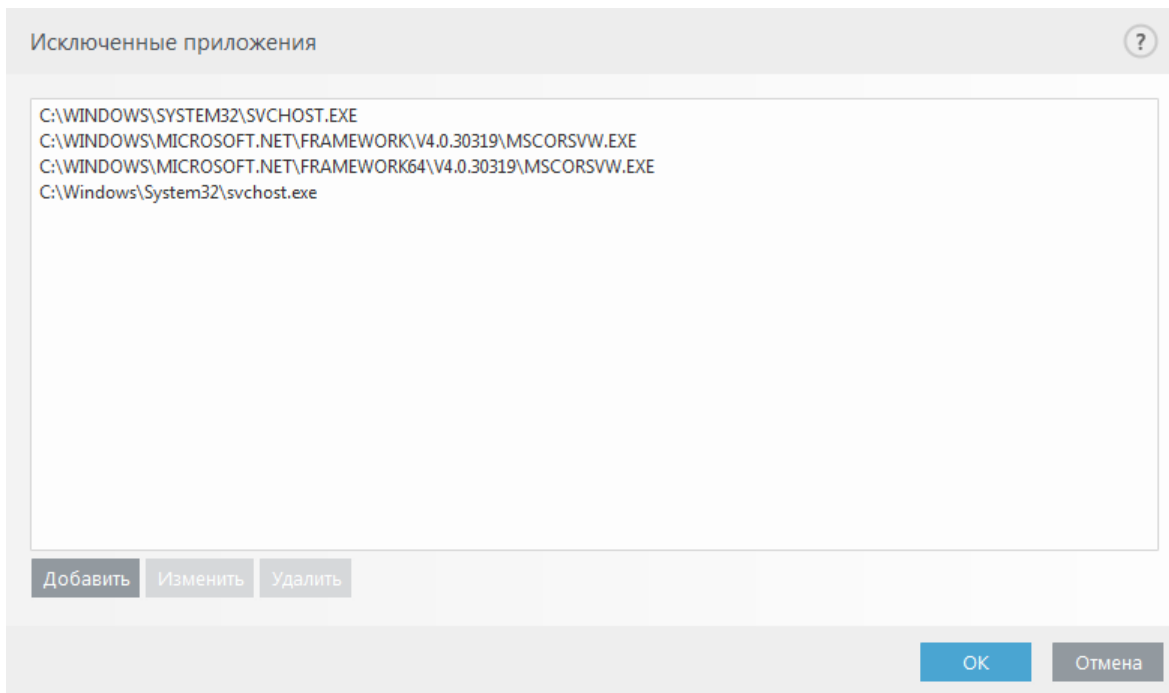 Исключенные приложения
?
C:\WINDOWS\SYSTEM32\SVCHOST.EXE
C:\WINDOWS\MICROSOFT.NET\FRAMEWORK\V4.0.30319\MSCORSVW.EXE
C:\WINDOWS\MICROSOFT.NET\FRAMEWORK64\V4.0.30319\MSCORSVW.EXE
C:\Windows\System32\svchost.exe
Добавить Изменить Удалить
OK Отмена